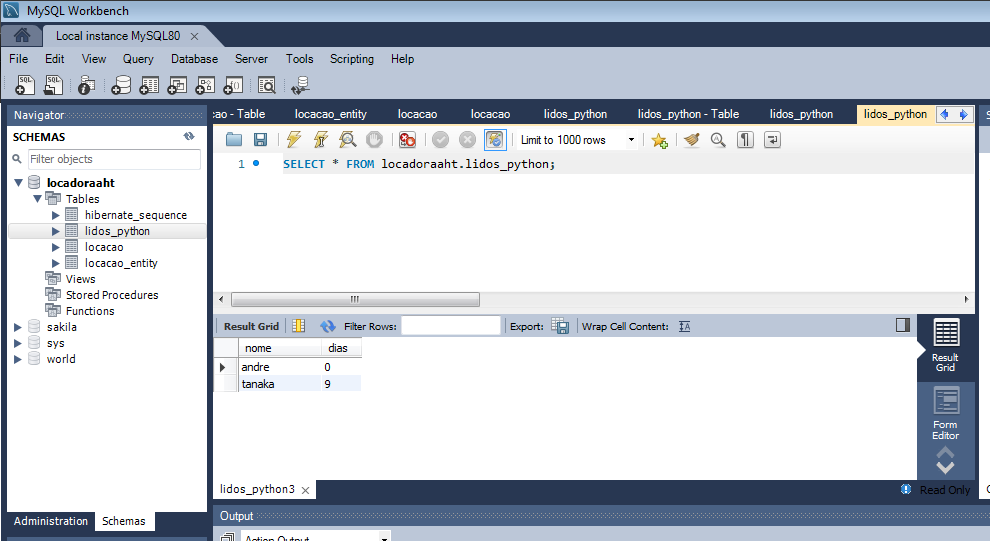 MySQL Workbench
Local instance MySQL80
File Edit View Query Database Server Tools Scripting Help
Navigator
SCHEMAS
Filter objects
locadoraaht
Tables
hibernate_sequence
lidos_python
locacao
locacao_entity
Views
Stored Procedures
Functions
sakila
sys
world
Administration Schemas
cao - Table locacao_entity locacao locacao lidos_python lidos_python - Table lidos_python lidos_python
Limit to 1000 rows
1 SELECT * FROM locadoraaht.lidos_python;
Result Grid Filter Rows: Export: Wrap Cell Content:
nome dias
andre 0
tanaka 9
Result
Grid
Form
Editor
lidos_python3
Read Only
Output
Action Output